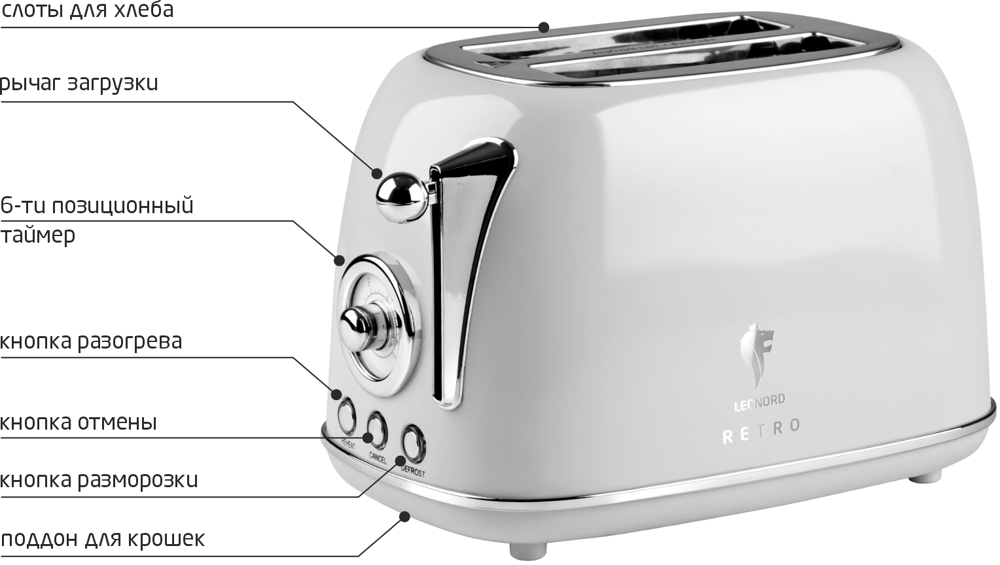 слоты для хлеба
рычаг загрузки
6-ти позиционный
таймер
кнопка разогрева
кнопка отмены
кнопка разморозки
поддон для крошек
REHEAT
CANCEL
DEFROST
LEONORD
RETRO